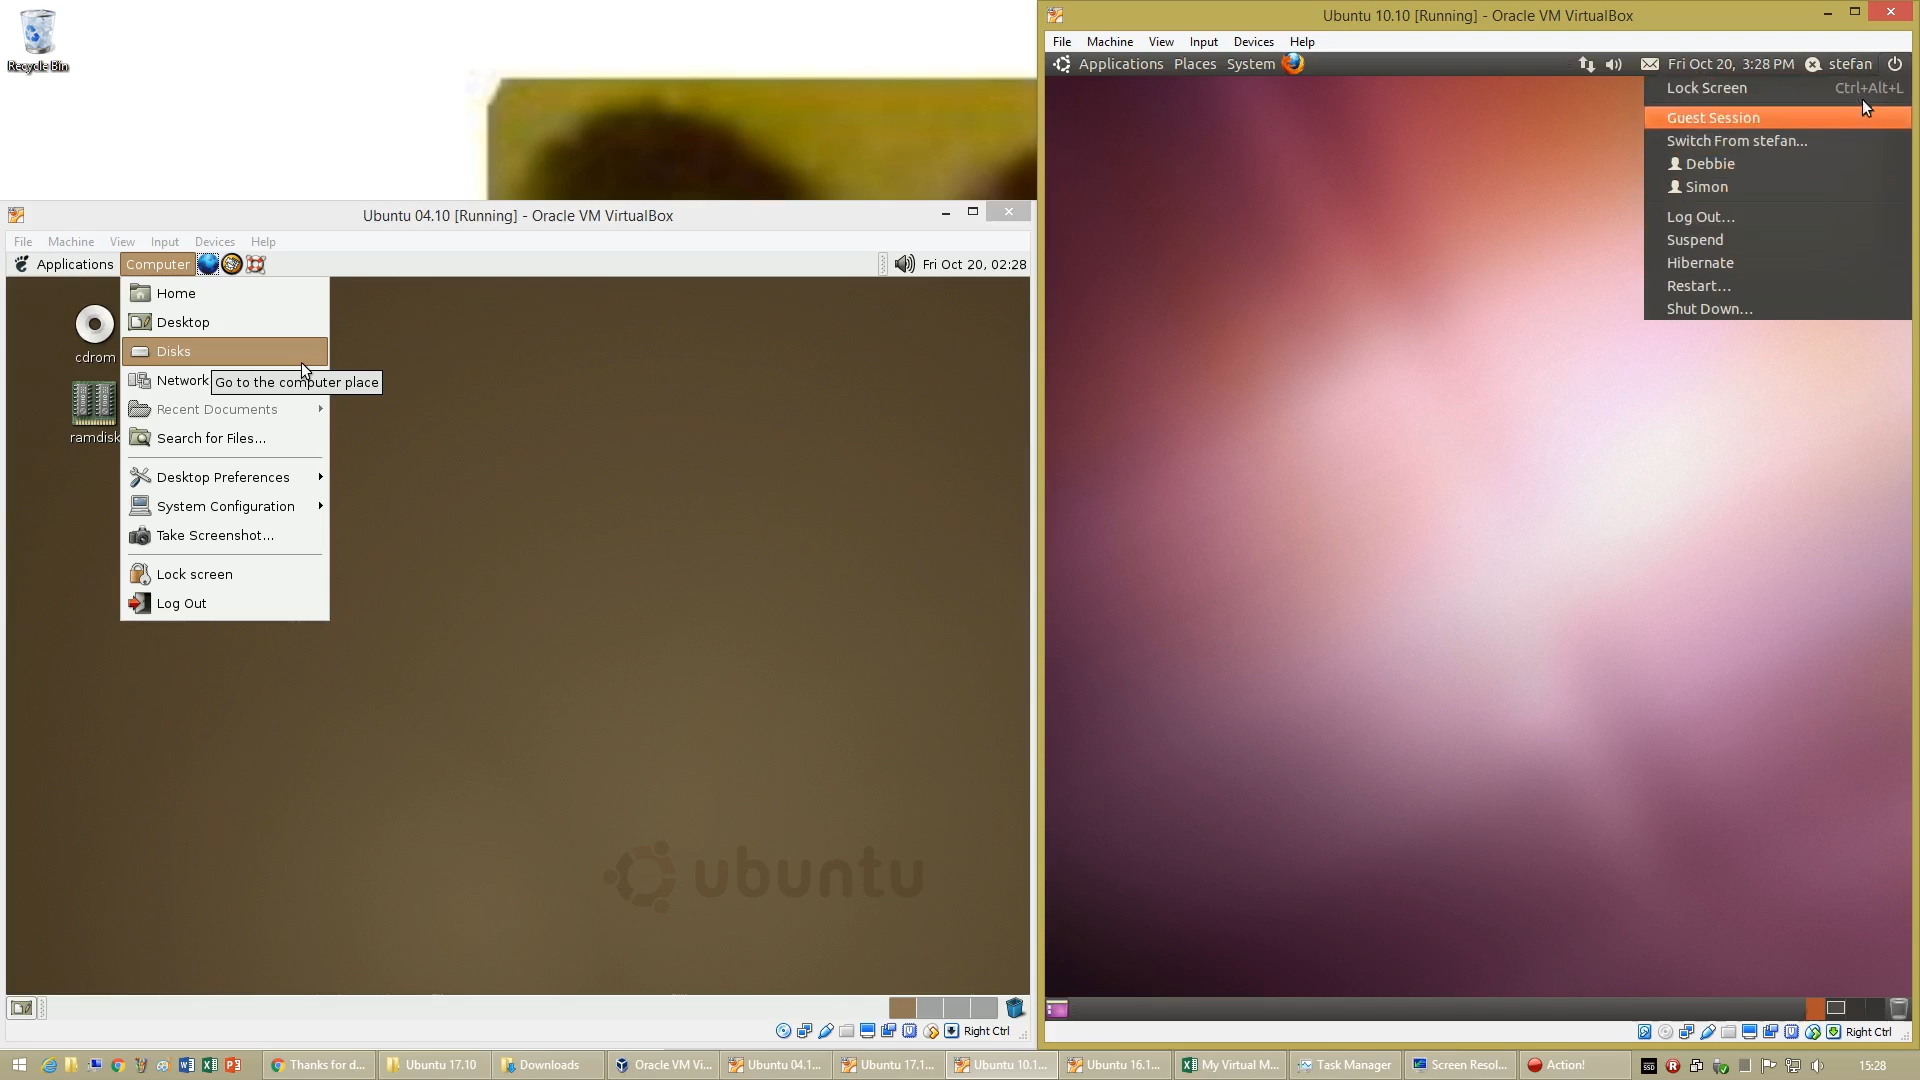 Recycle Bin
Ubuntu 04.10 [Running] - Oracle VM VirtualBox
File Machine View Input Devices Help
Applications Computer Fri Oct 20, 02:28
Home
Desktop
Disks
Network
Go to the computer place
Recent Documents
Search for Files...
Desktop Preferences
System Configuration
Take Screenshot...
Lock screen
Log Out
cdrom
ramdisk
ubuntu
Right Ctrl
Ubuntu 10.10 [Running] - Oracle VM VirtualBox
File Machine View Input Devices Help
Applications Places System Fri Oct 20, 3:28 PM stefan
Lock Screen Ctrl+Alt+L
Guest Session
Switch From stefan...
Debbie
Simon
Log Out...
Suspend
Hibernate
Restart...
Shut Down...
Right Ctrl
Thanks for d... Ubuntu 17.10 Downloads Oracle VM Vi... Ubuntu 04.1... Ubuntu 17.1... Ubuntu 10.1... Ubuntu 16.1... My Virtual M... Task Manager Screen Resol... Action! SSD 15:28